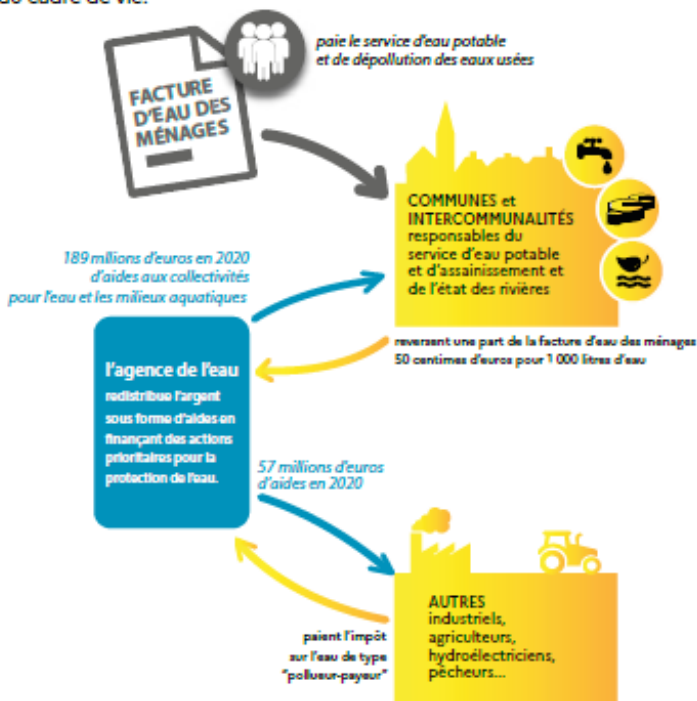 du cadre de vie.
paie le service d'eau potable
et de dépollution des eaux usées
FACTURE
D'EAU DES
MÉNAGES
COMMUNES et
INTERCOMMUNALITÉS
responsables du
service d'eau potable
et d'assainissement et
de l'état des rivières
189 millions d'euros en 2020
d'aides aux collectivités
pour l'eau et les milieux aquatiques
reversent une part de la facture d'eau des ménages
50 centimes d'euros pour 1 000 litres d'eau
l'agence de l'eau
redistribue l'argent
sous forme d'aides en
finançant des actions
prioritaires pour la
protection de l'eau.
57 millions d'euros
d'aides en 2020
AUTRES
industriels,
agriculteurs,
hydroélectriciens,
pêcheurs...
paient l'impôt
sur l'eau de type
"pollueur-payeur"